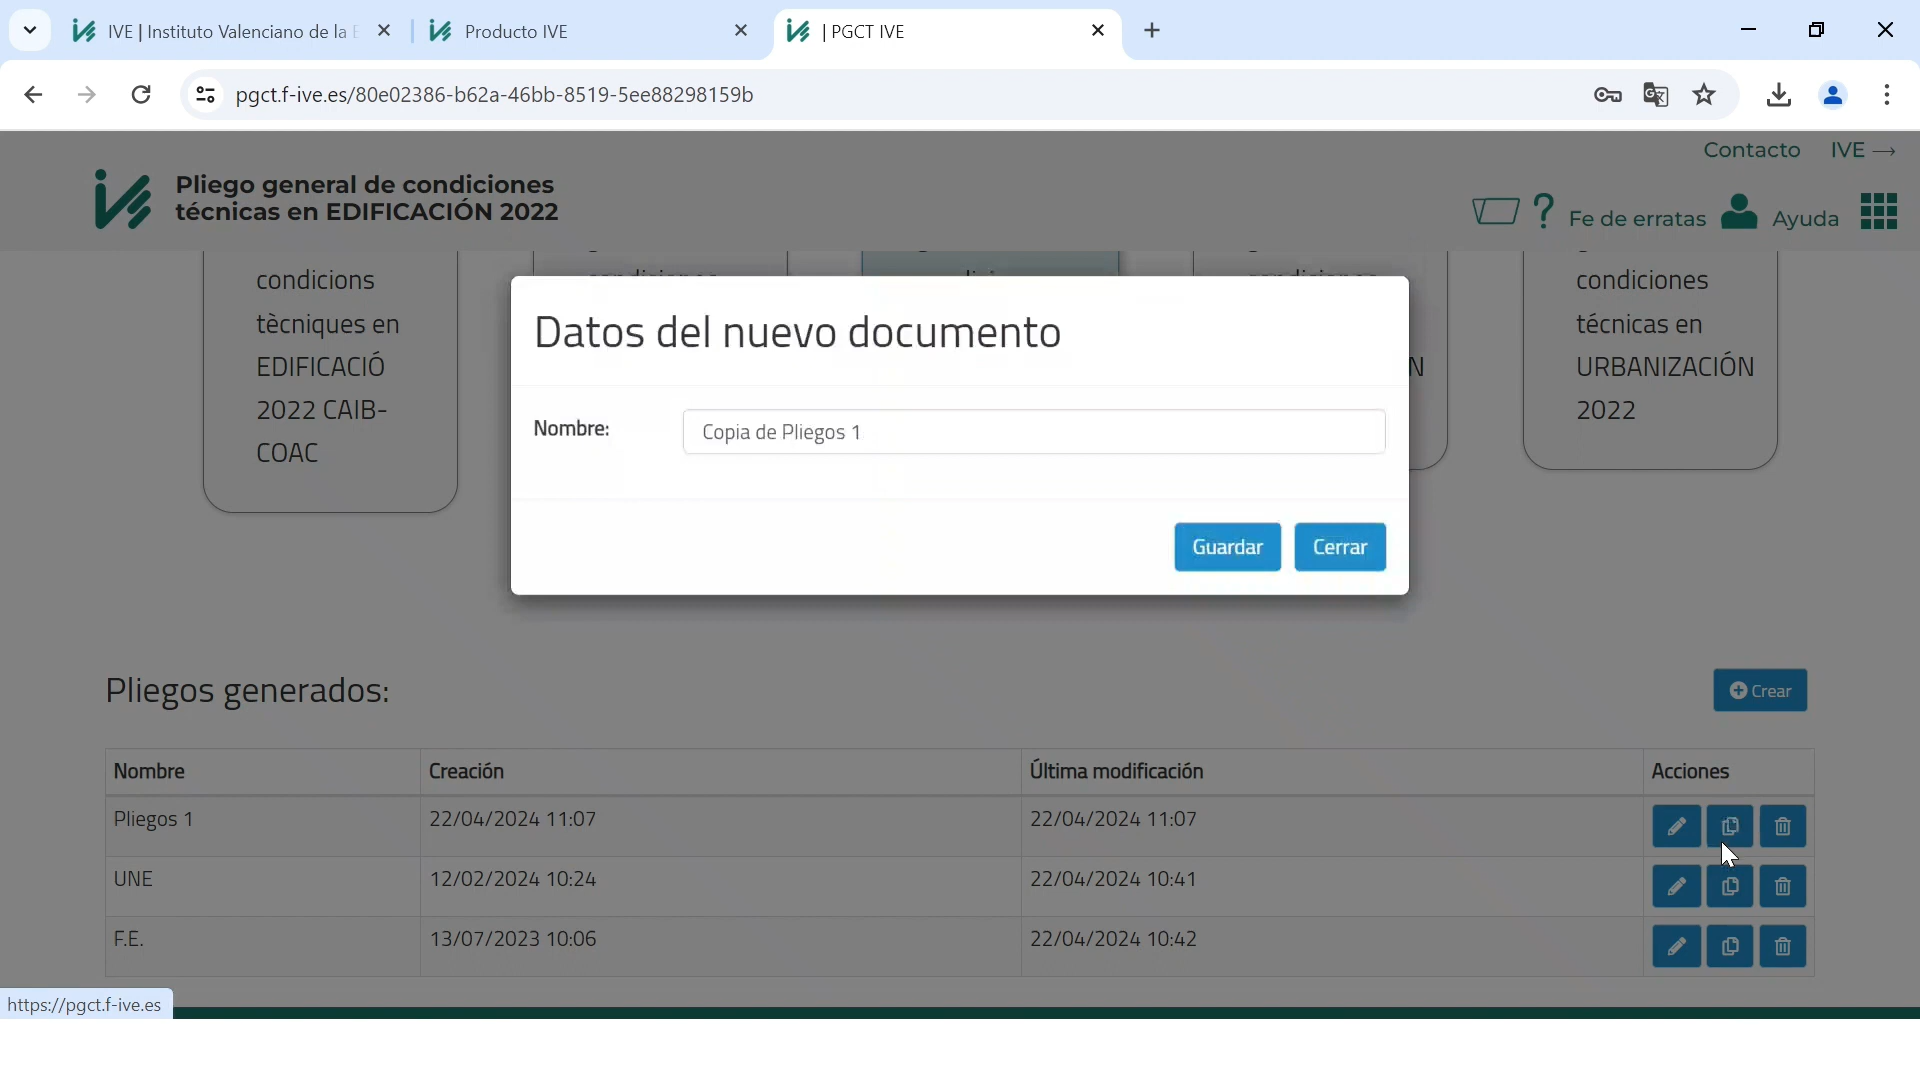 IVE | Instituto Valenciano de la E
Producto IVE
| PGCT IVE
pgct.f-ive.es/80e02386-b62a-46bb-8519-5ee88298159b
Contacto IVE →
Pliego general de condiciones
técnicas en EDIFICACIÓN 2022
? Fe de erratas Ayuda
condicions
tècniques en
EDIFICACIÓ
2022 CAIB-
COAC
condiciones
técnicas en
URBANIZACIÓN
2022
N
Datos del nuevo documento
Nombre: Copia de Pliegos 1
Guardar Cerrar
Pliegos generados:
Crear
Nombre Creación Última modificación Acciones
Pliegos 1 22/04/2024 11:07 22/04/2024 11:07
UNE 12/02/2024 10:24 22/04/2024 10:41
F.E. 13/07/2023 10:06 22/04/2024 10:42
https://pgct.f-ive.es